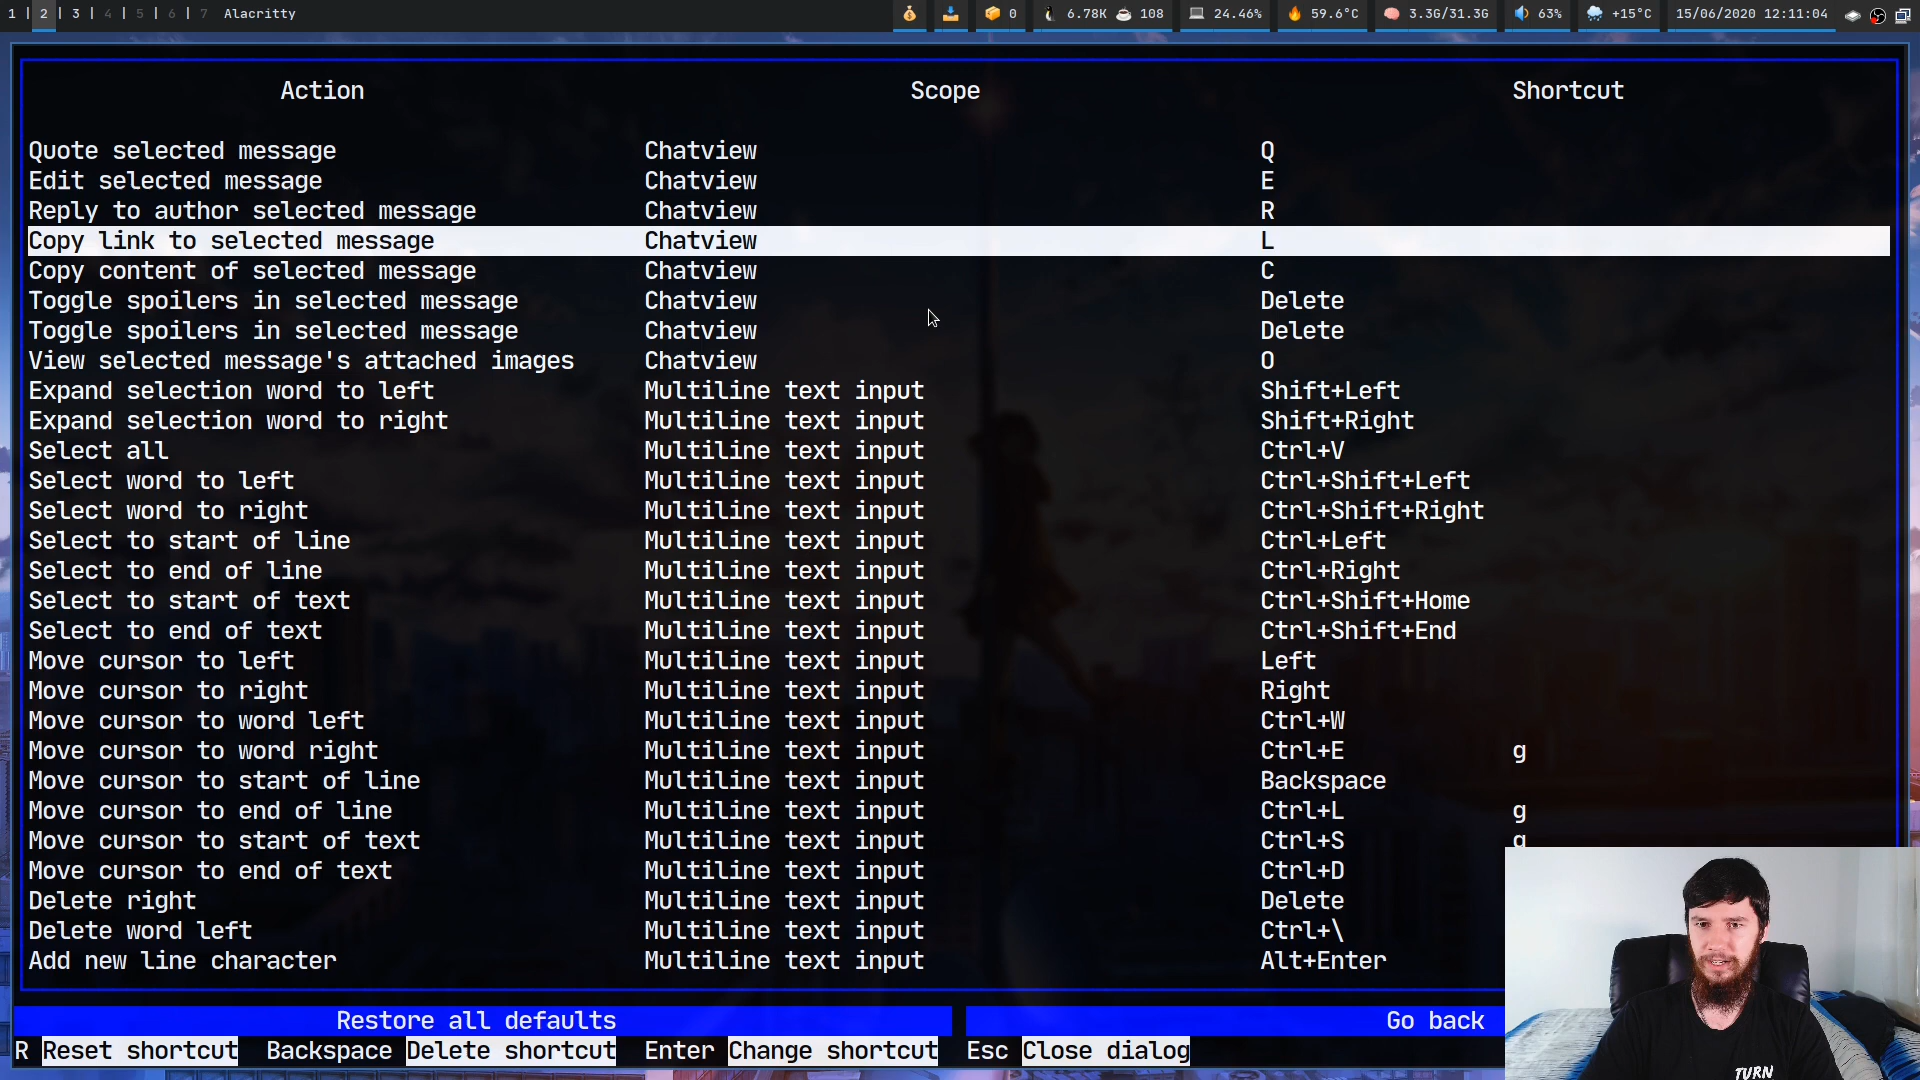 1 | 2 | 3 | 4 | 5 | 6 | 7 Alacritty 0 6.78K 108 24.46% 59.6°C 3.3G/31.3G 63% +15°C 15/06/2020 12:11:04
Action Scope Shortcut
Quote selected message Chatview Q
Edit selected message Chatview E
Reply to author selected message Chatview R
Copy link to selected message Chatview L
Copy content of selected message Chatview C
Toggle spoilers in selected message Chatview Delete
Toggle spoilers in selected message Chatview Delete
View selected message's attached images Chatview O
Expand selection word to left Multiline text input Shift+Left
Expand selection word to right Multiline text input Shift+Right
Select all Multiline text input Ctrl+V
Select word to left Multiline text input Ctrl+Shift+Left
Select word to right Multiline text input Ctrl+Shift+Right
Select to start of line Multiline text input Ctrl+Left
Select to end of line Multiline text input Ctrl+Right
Select to start of text Multiline text input Ctrl+Shift+Home
Select to end of text Multiline text input Ctrl+Shift+End
Move cursor to left Multiline text input Left
Move cursor to right Multiline text input Right
Move cursor to word left Multiline text input Ctrl+W
Move cursor to word right Multiline text input Ctrl+E g
Move cursor to start of line Multiline text input Backspace
Move cursor to end of line Multiline text input Ctrl+L g
Move cursor to start of text Multiline text input Ctrl+S g
Move cursor to end of text Multiline text input Ctrl+D
Delete right Multiline text input Delete
Delete word left Multiline text input Ctrl+\
Add new line character Multiline text input Alt+Enter
Restore all defaults Go back
R Reset shortcut Backspace Delete shortcut Enter Change shortcut Esc Close dialog
TURN